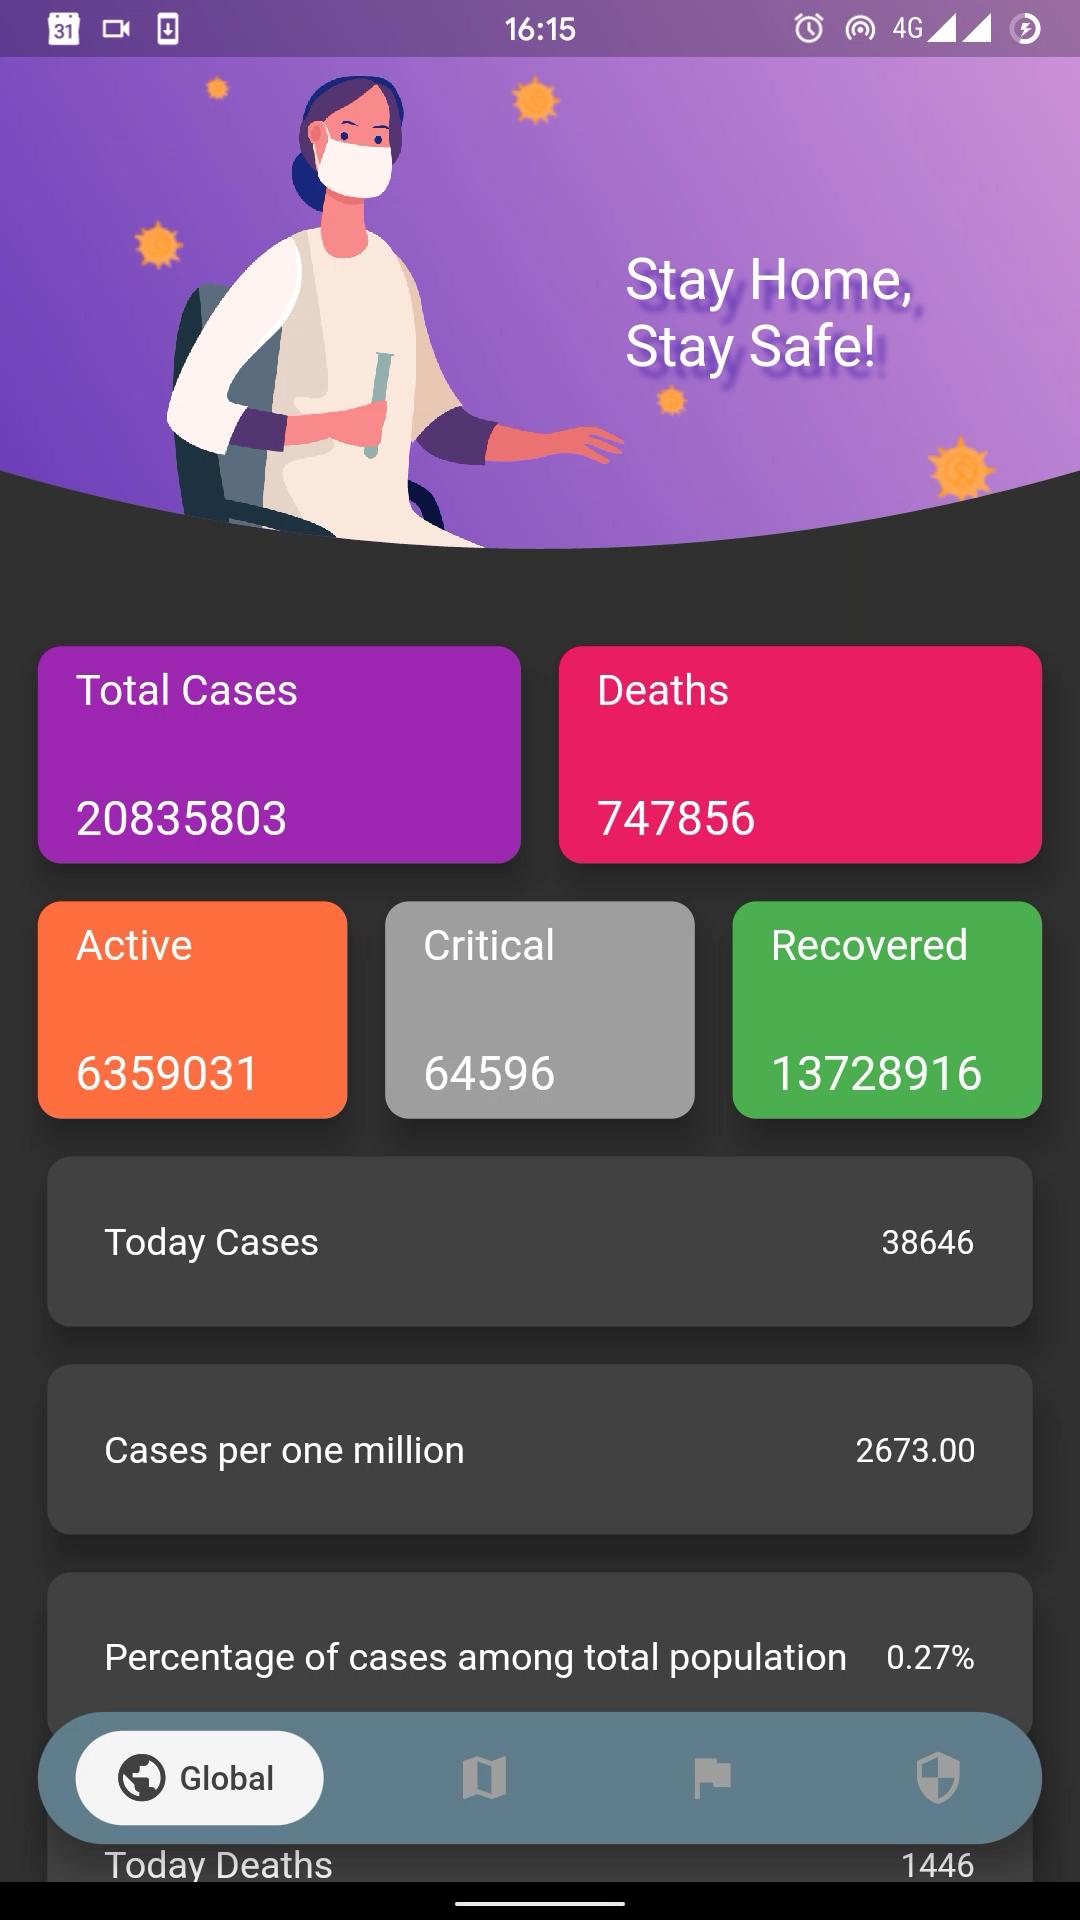 31
16:15
4G
Stay Home,
Stay Safe!
Total Cases
Deaths
20835803
747856
Active
Critical
Recovered
6359031
64596
13728916
Today Cases 38646
Cases per one million 2673.00
Percentage of cases among total population 0.27%
Global
Today Deaths 1446